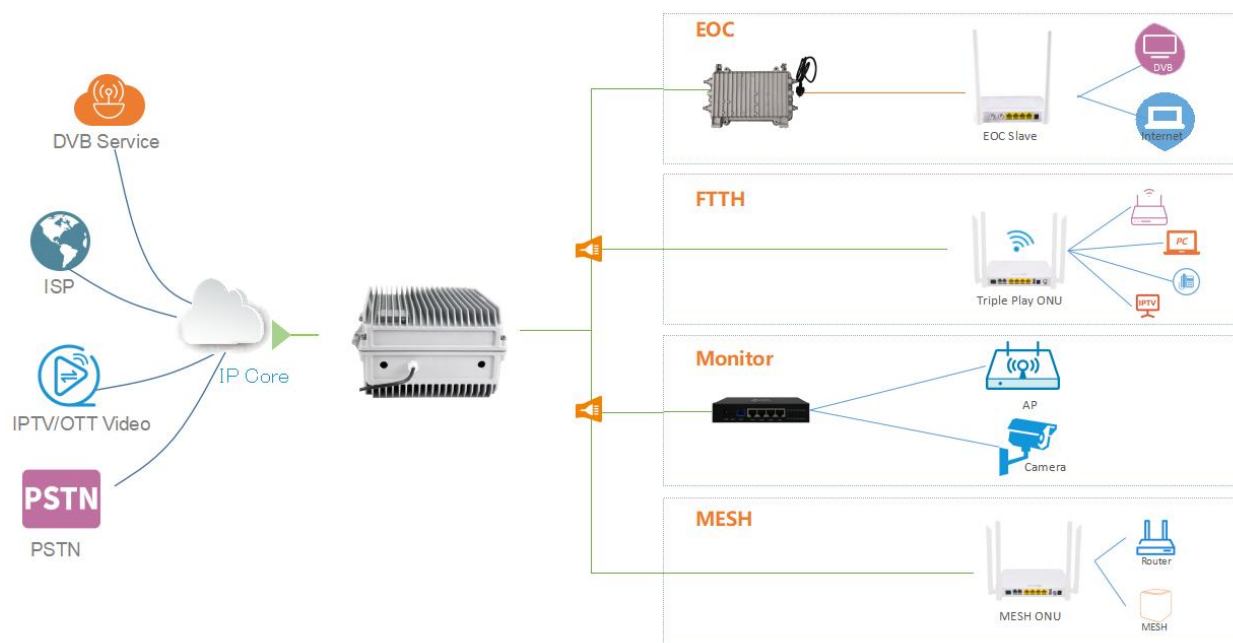 DVB Service
ISP
IPTV/OTT Video
PSTN
PSTN
IP Core
EOC
EOC Slave
DVB
Internet
FTTH
Triple Play ONU
PC
IPTV
Monitor
AP
Camera
MESH
MESH ONU
Router
MESH